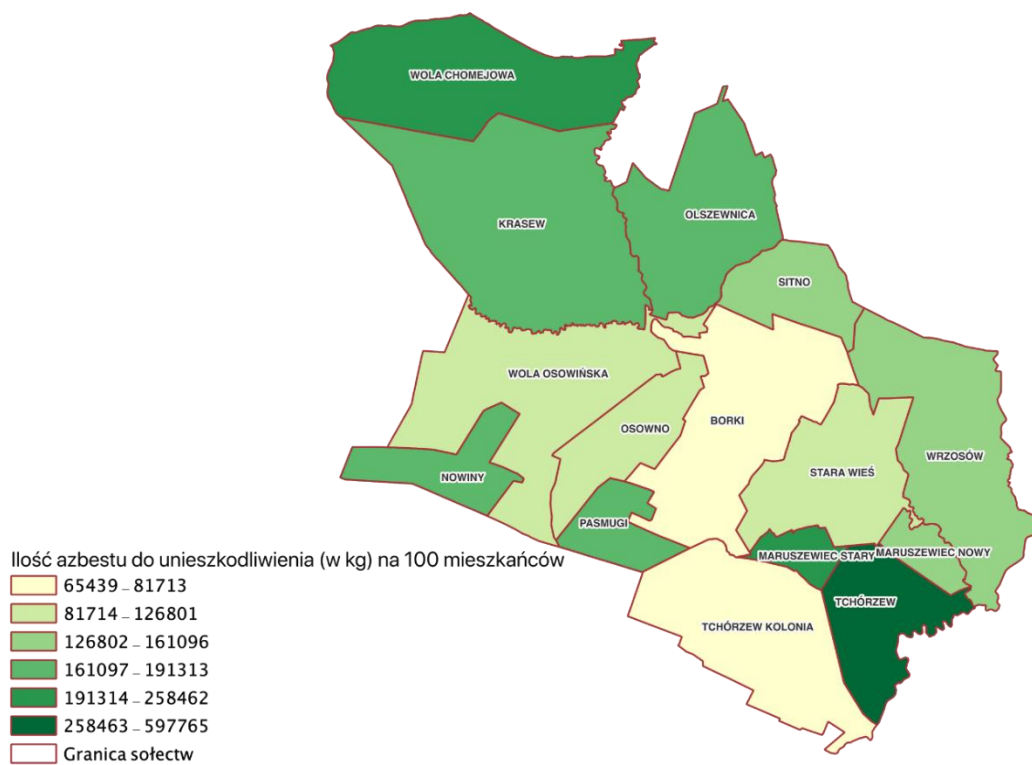 WOLA CHOMEJOWA
KRASEW
OLSZEWNICA
SITNO
WOLA OSOWIŃSKA
OSOWNO
BORKI
NOWINY
STARA WIEŚ
WRZOSÓW
PASMUGI
MARUSZEWIEC STARY
MARUSZEWIEC NOWY
TCHÓRZEW
TCHÓRZEW KOLONIA
Ilość azbestu do unieszkodliwienia (w kg) na 100 mieszkańców
65439 – 81713
81714 – 126801
126802 – 161096
161097 – 191313
191314 – 258462
258463 – 597765
Granica sołectw